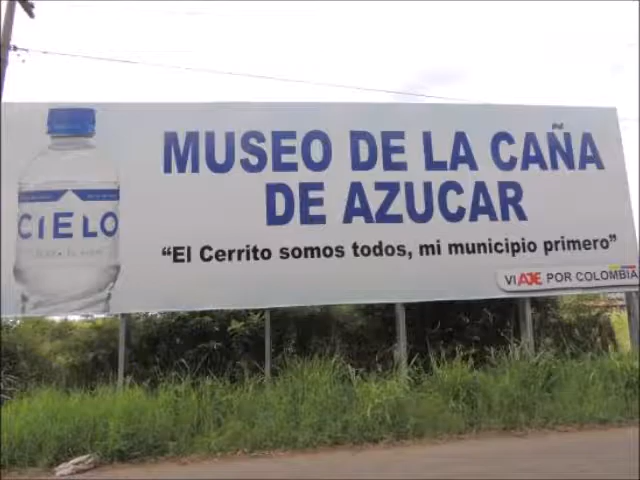 MUSEO DE LA CAÑA
DE AZUCAR
"El Cerrito somos todos, mi municipio primero"
VIAJE POR COLOMBIA
CIELO